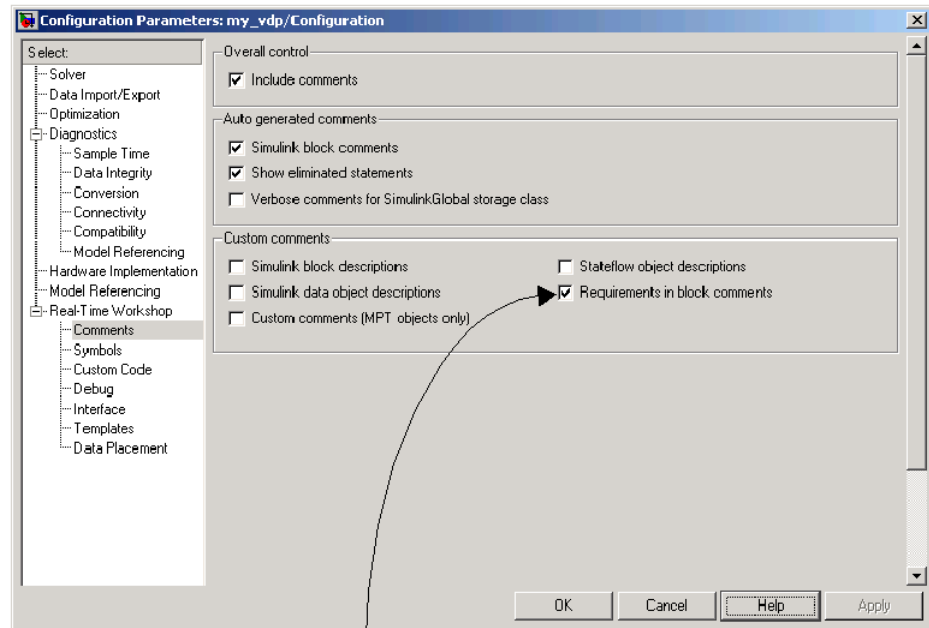 Configuration Parameters: my_vdp/Configuration
Select:
Solver
Data Import/Export
Optimization
Diagnostics
Sample Time
Data Integrity
Conversion
Connectivity
Compatibility
Model Referencing
Hardware Implementation
Model Referencing
Real-Time Workshop
Comments
Symbols
Custom Code
Debug
Interface
Templates
Data Placement
Overall control
Include comments
Auto generated comments
Simulink block comments
Show eliminated statements
Verbose comments for SimulinkGlobal storage class
Custom comments
Simulink block descriptions
Stateflow object descriptions
Simulink data object descriptions
Requirements in block comments
Custom comments (MPT objects only)
OK
Cancel
Help
Apply